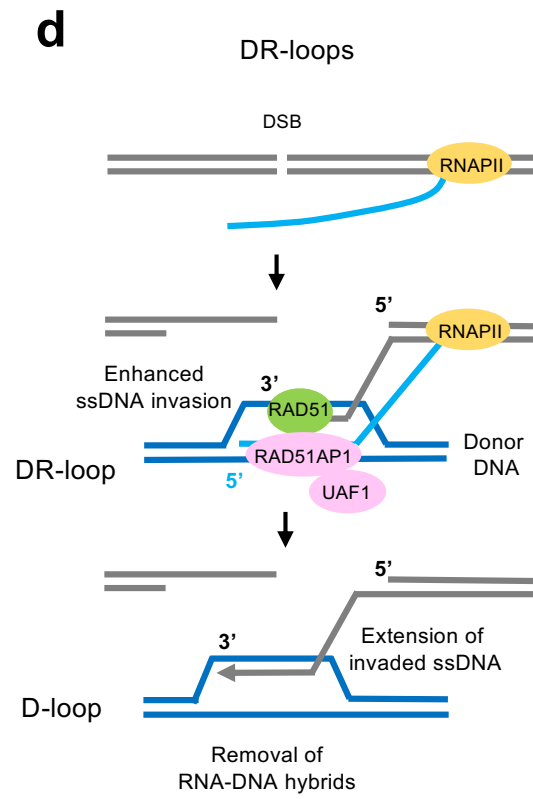 d
DR-loops
DSB
RNAPII
5’
RNAPII
Enhanced
ssDNA invasion
3’
RAD51
RAD51AP1
DR-loop
5’
UAF1
Donor
DNA
5’
3’
Extension of
invaded ssDNA
D-loop
Removal of
RNA-DNA hybrids